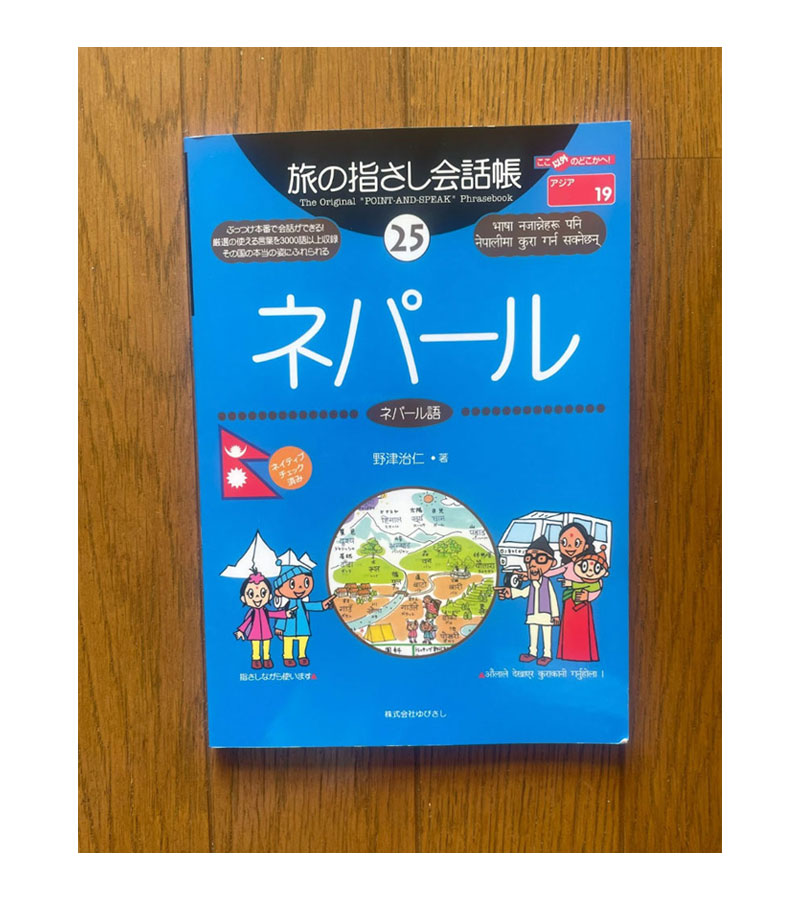 旅の指さし会話帳
The Original "POINT-AND-SPEAK" Phrasebook
ここ以外のどこかへ!
アジア
19
ぶっつけ本番で会話ができる!
厳選の使える言葉を3000語以上収録
その国の本当の姿にふれられる
25
भाषा नजान्नेहरू पनि
नेपालीमा कुरा गर्न सक्नेछन्
ネパール
ネパール語
野津治仁・著
ネイティブ
チェック
済み
指さしながら使います
औंलाले देखाएर कुराकानी गर्नुहोला ।
株式会社ゆびさし